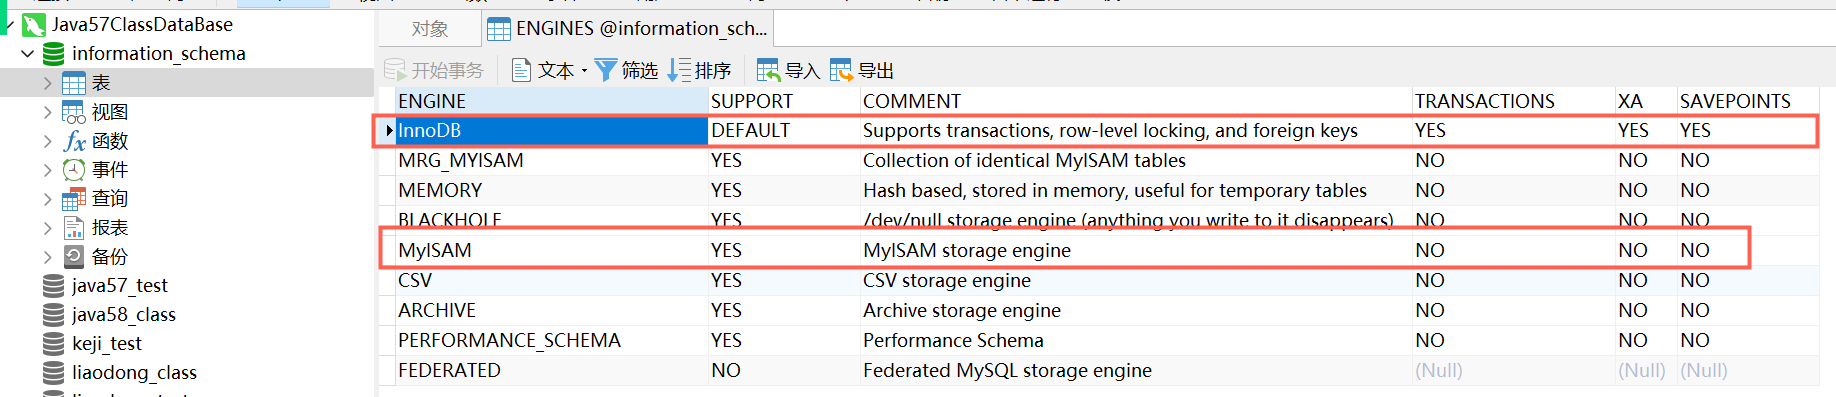 Java57ClassDataBase
information_schema
表
视图
函数
事件
查询
报表
备份
java57_test
java58_class
keji_test
liaodong_class
对象
ENGINES @information_sch...
开始事务 文本 筛选 排序 导入 导出
ENGINE SUPPORT COMMENT TRANSACTIONS XA SAVEPOINTS
InnoDB DEFAULT Supports transactions, row-level locking, and foreign keys YES YES YES
MRG_MYISAM YES Collection of identical MyISAM tables NO NO NO
MEMORY YES Hash based, stored in memory, useful for temporary tables NO NO NO
BLACKHOLE YES /dev/null storage engine (anything you write to it disappears) NO NO NO
MyISAM YES MyISAM storage engine NO NO NO
CSV YES CSV storage engine NO NO NO
ARCHIVE YES Archive storage engine NO NO NO
PERFORMANCE_SCHEMA YES Performance Schema NO NO NO
FEDERATED NO Federated MySQL storage engine (Null) (Null) (Null)